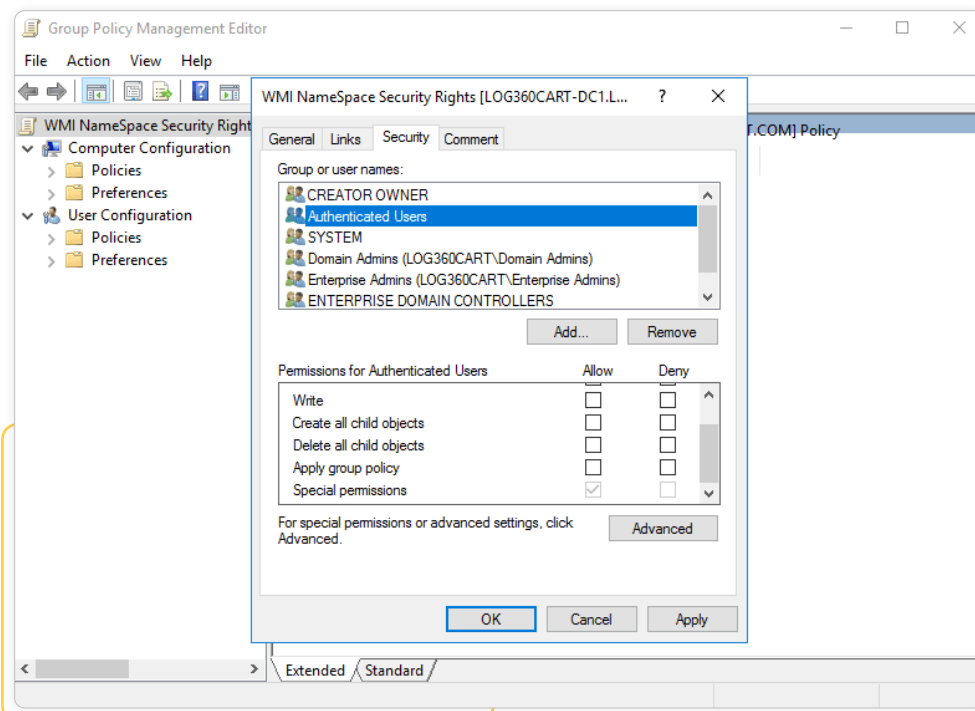 Group Policy Management Editor
File Action View Help
WMI NameSpace Security Right
Computer Configuration
Policies
Preferences
User Configuration
Policies
Preferences
WMI NameSpace Security Rights [LOG360CART-DC1.L... ?
T.COM] Policy
General Links Security Comment
Group or user names:
CREATOR OWNER
Authenticated Users
SYSTEM
Domain Admins (LOG360CART\Domain Admins)
Enterprise Admins (LOG360CART\Enterprise Admins)
ENTERPRISE DOMAIN CONTROLLERS
Add... Remove
Permissions for Authenticated Users Allow Deny
Write
Create all child objects
Delete all child objects
Apply group policy
Special permissions
For special permissions or advanced settings, click
Advanced.
Advanced
OK Cancel Apply
Extended Standard